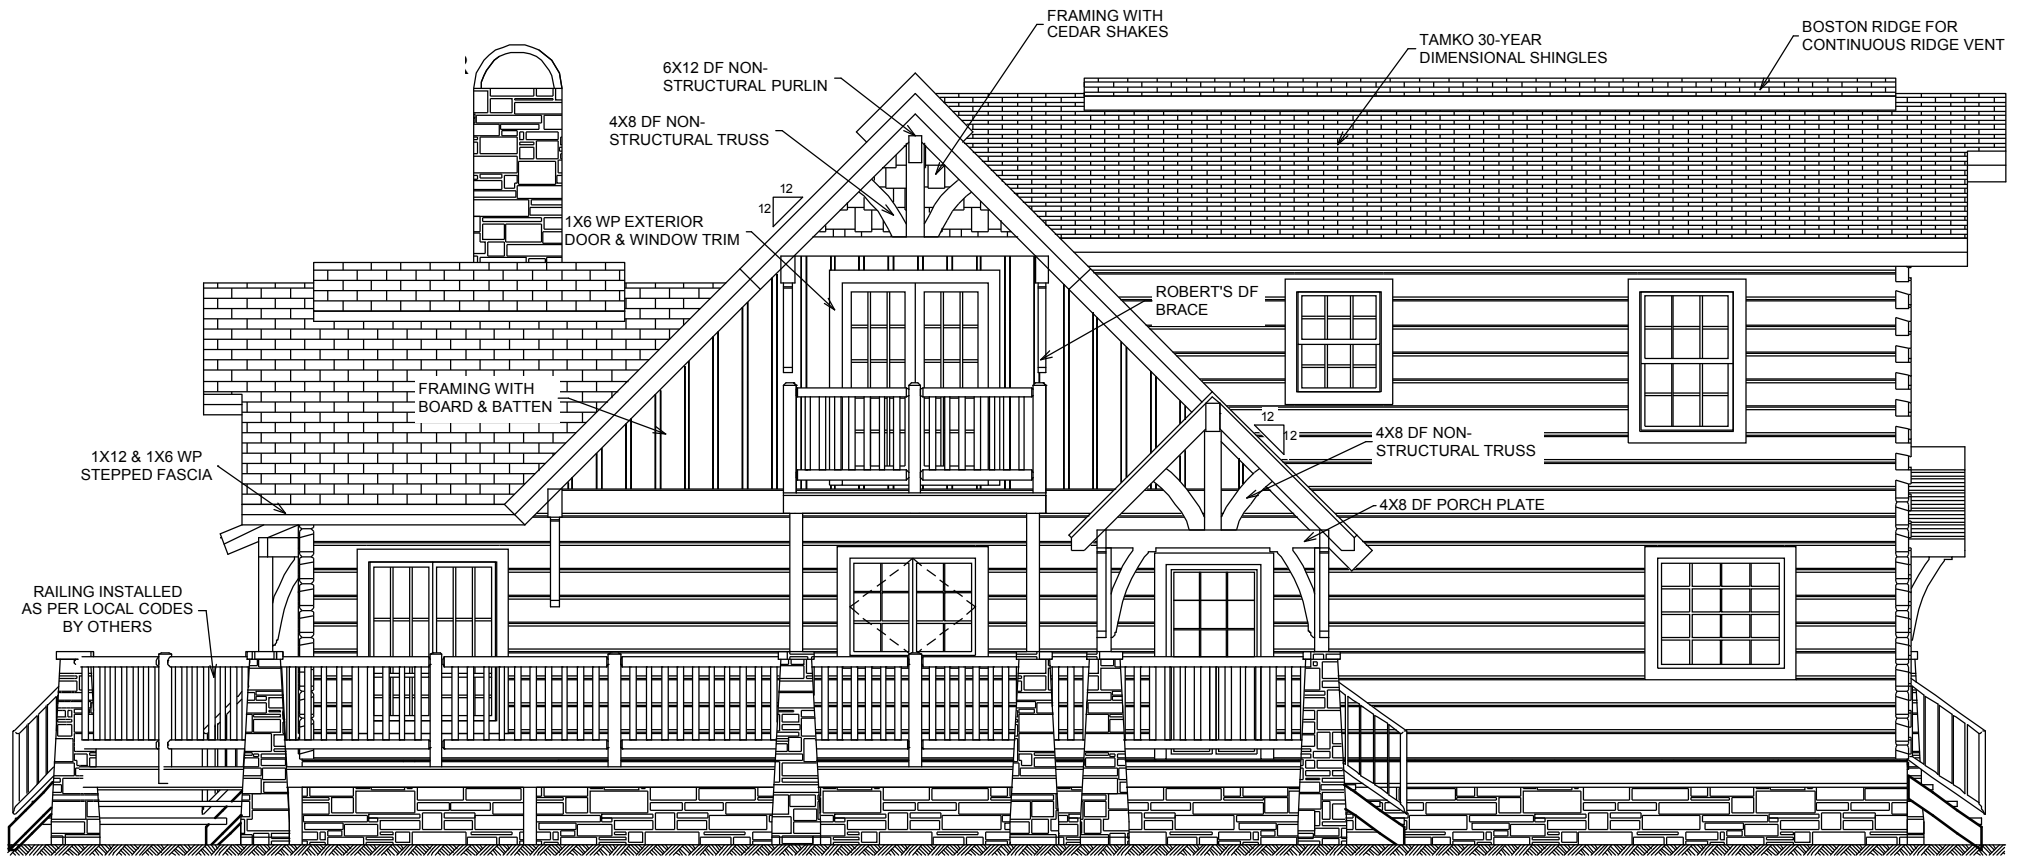 FRAMING WITH
CEDAR SHAKES
TAMKO 30-YEAR
DIMENSIONAL SHINGLES
BOSTON RIDGE FOR
CONTINUOUS RIDGE VENT
6X12 DF NON-
STRUCTURAL PURLIN
4X8 DF NON-
STRUCTURAL TRUSS
12
12
1X6 WP EXTERIOR
DOOR & WINDOW TRIM
ROBERT'S DF
BRACE
FRAMING WITH
BOARD & BATTEN
12
12
4X8 DF NON-
STRUCTURAL TRUSS
1X12 & 1X6 WP
STEPPED FASCIA
4X8 DF PORCH PLATE
RAILING INSTALLED
AS PER LOCAL CODES
BY OTHERS